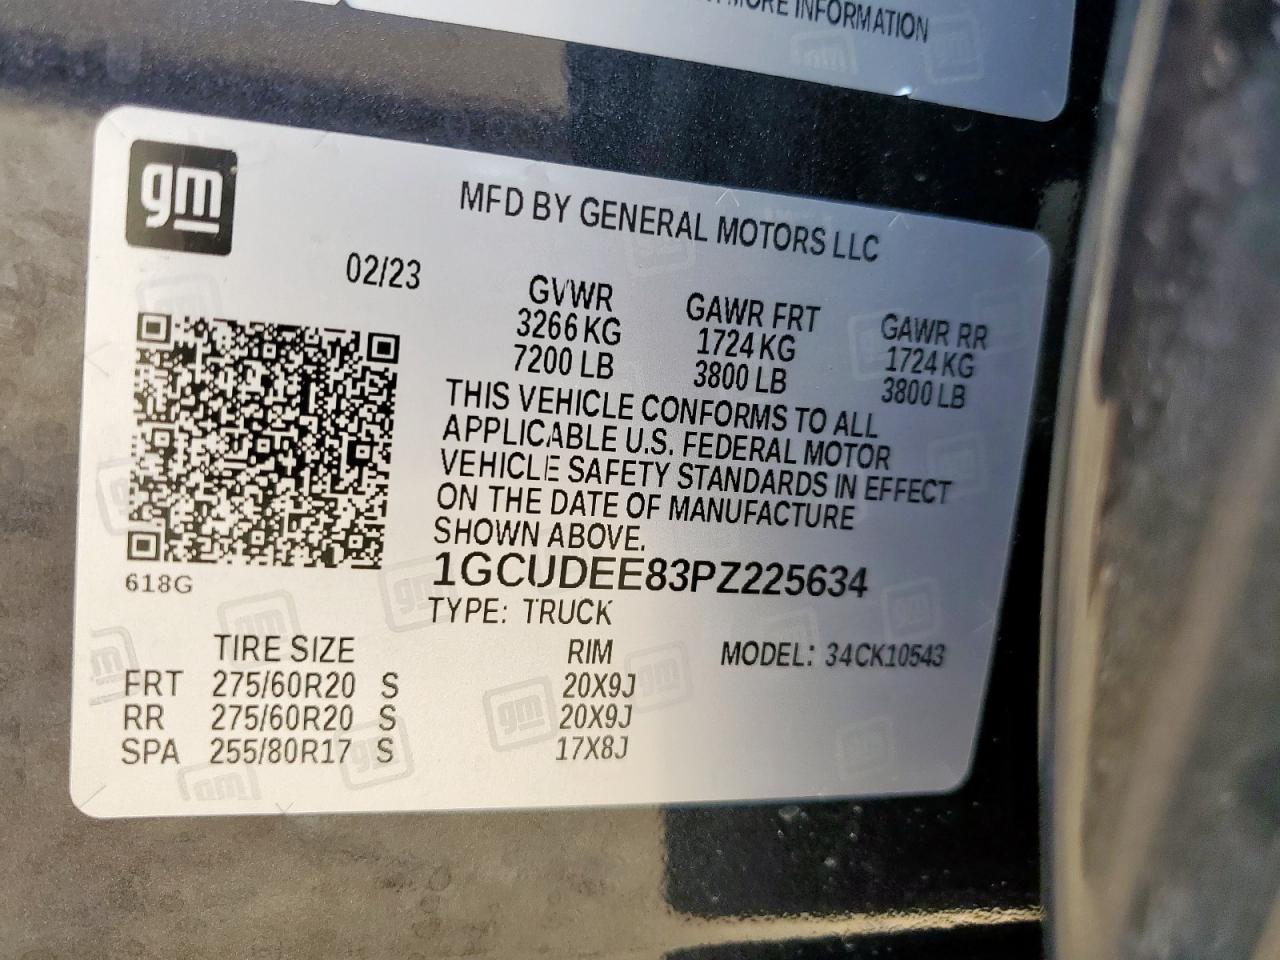 MORE INFORMATION
gm
MFD BY GENERAL MOTORS LLC
02/23
GVWR GAWR FRT GAWR RR
3266 KG 1724 KG 1724 KG
7200 LB 3800 LB 3800 LB
THIS VEHICLE CONFORMS TO ALL
APPLICABLE U.S. FEDERAL MOTOR
VEHICLE SAFETY STANDARDS IN EFFECT
ON THE DATE OF MANUFACTURE
SHOWN ABOVE.
618G
1GCUDEE83PZ225634
TYPE: TRUCK
TIRE SIZE RIM MODEL: 34CK10543
FRT 275/60R20 S 20X9J
RR 275/60R20 S 20X9J
SPA 255/80R17 S 17X8J